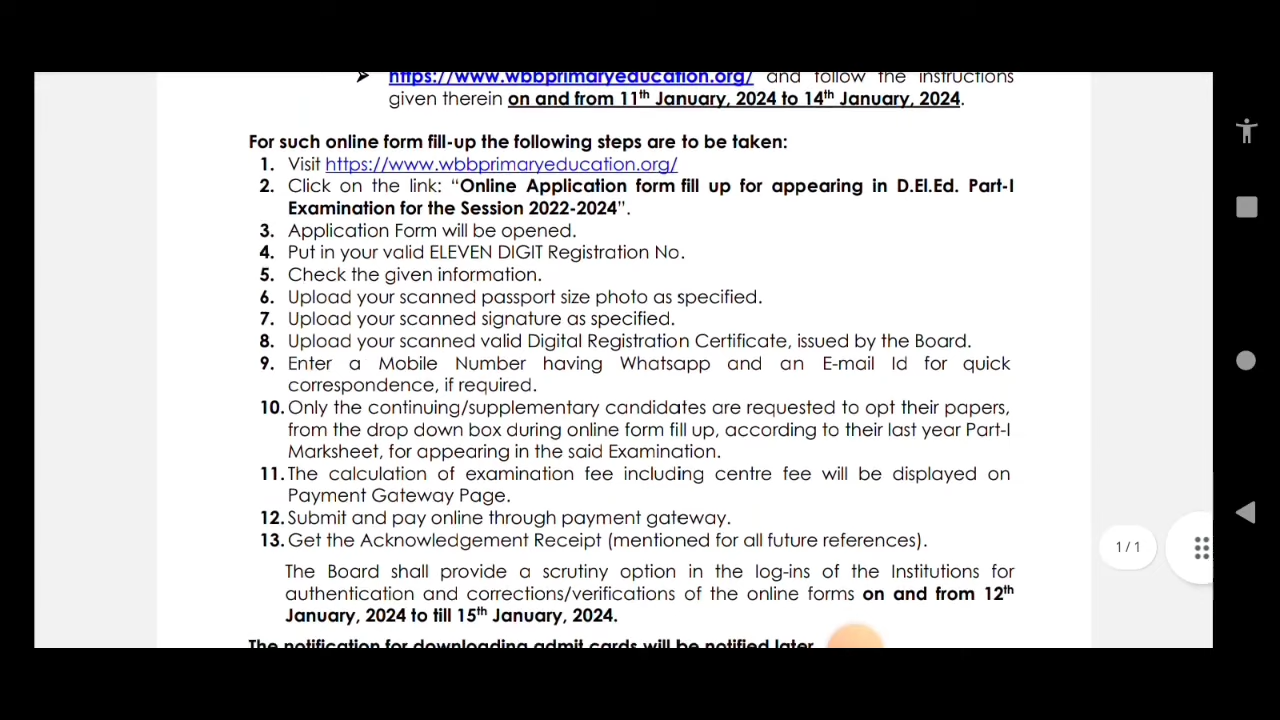 ➤ https://www.wbbprimaryeducation.org/ and follow the instructions
given therein on and from 11th January, 2024 to 14th January, 2024.
For such online form fill-up the following steps are to be taken:
1. Visit https://www.wbbprimaryeducation.org/
2. Click on the link: “Online Application form fill up for appearing in D.El.Ed. Part-I
Examination for the Session 2022-2024”.
3. Application Form will be opened.
4. Put in your valid ELEVEN DIGIT Registration No.
5. Check the given information.
6. Upload your scanned passport size photo as specified.
7. Upload your scanned signature as specified.
8. Upload your scanned valid Digital Registration Certificate, issued by the Board.
9. Enter a Mobile Number having Whatsapp and an E-mail Id for quick
correspondence, if required.
10. Only the continuing/supplementary candidates are requested to opt their papers,
from the drop down box during online form fill up, according to their last year Part-I
Marksheet, for appearing in the said Examination.
11. The calculation of examination fee including centre fee will be displayed on
Payment Gateway Page.
12. Submit and pay online through payment gateway.
13. Get the Acknowledgement Receipt (mentioned for all future references).
1 / 1
The Board shall provide a scrutiny option in the log-ins of the Institutions for
authentication and corrections/verifications of the online forms on and from 12th
January, 2024 to till 15th January, 2024.
The notification for downloading admit cards will be notified later